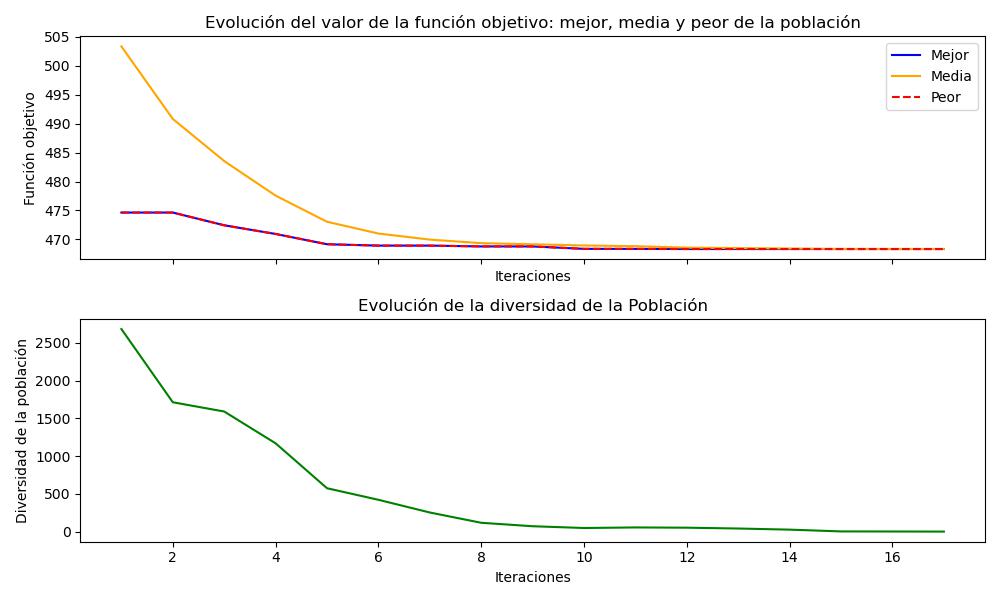 Evolución del valor de la función objetivo: mejor, media y peor de la población
505
500
495
490
485
480
475
470
Función objetivo
Mejor
Media
Peor
Iteraciones
Evolución de la diversidad de la Población
2500
2000
1500
1000
500
0
Diversidad de la población
2 4 6 8 10 12 14 16
Iteraciones